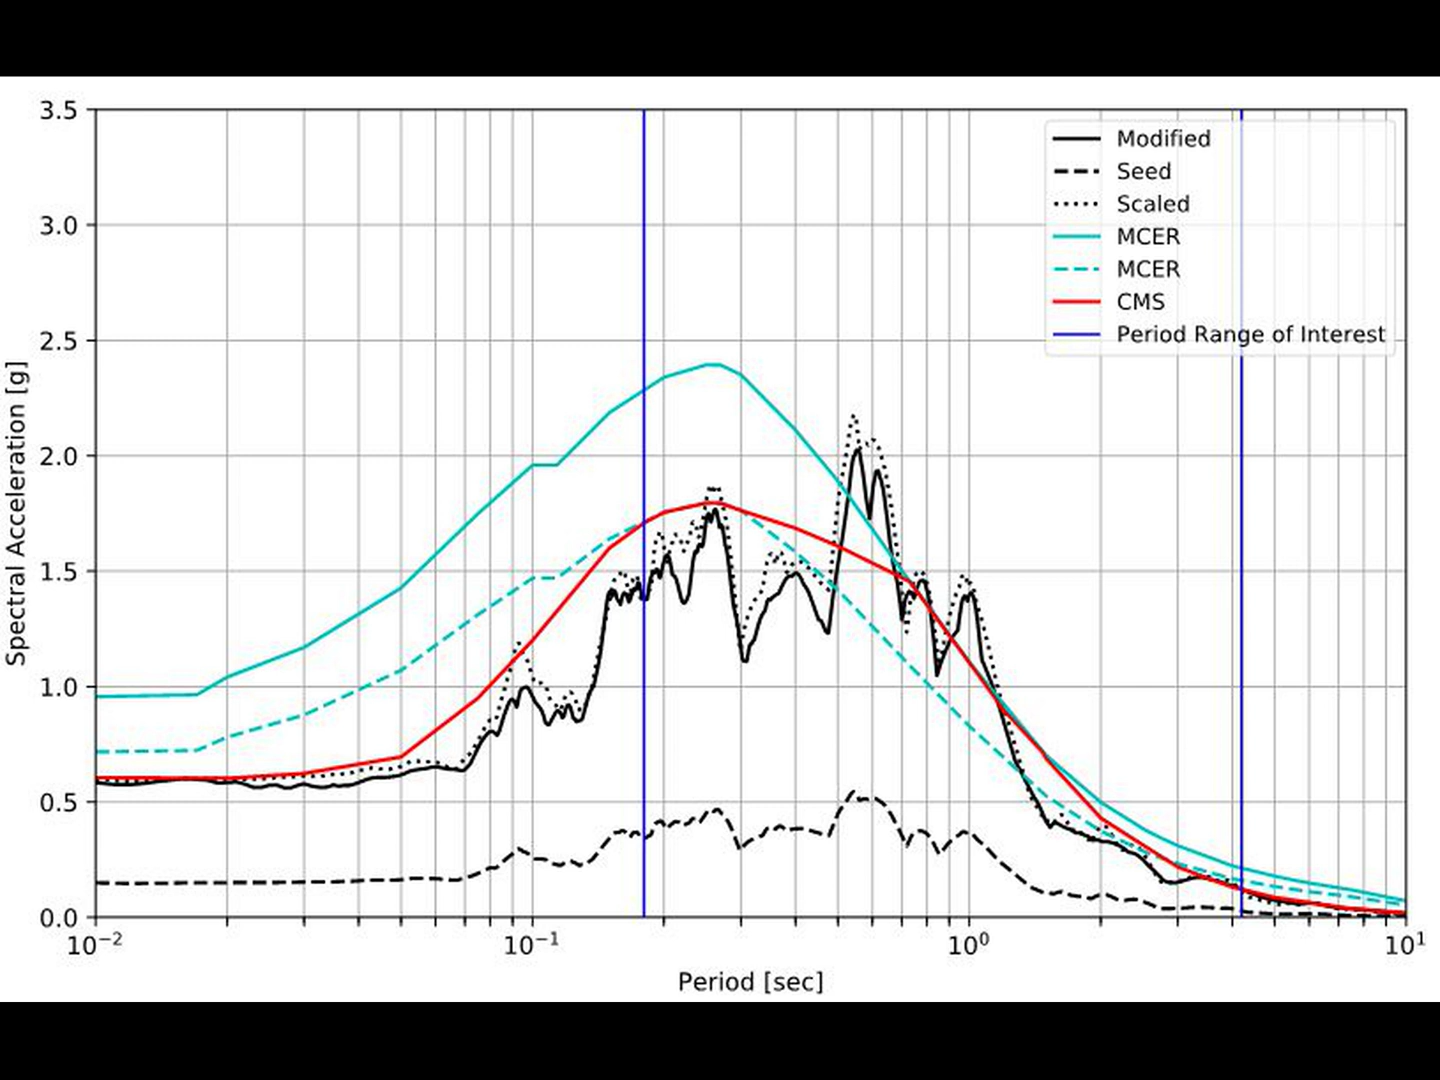 3.5
3.0
2.5
2.0
1.5
1.0
0.5
0.0
Spectral Acceleration [g]
Modified
Seed
Scaled
MCER
MCER
CMS
Period Range of Interest
10⁻² 10⁻¹ 10⁰ 10¹
Period [sec]